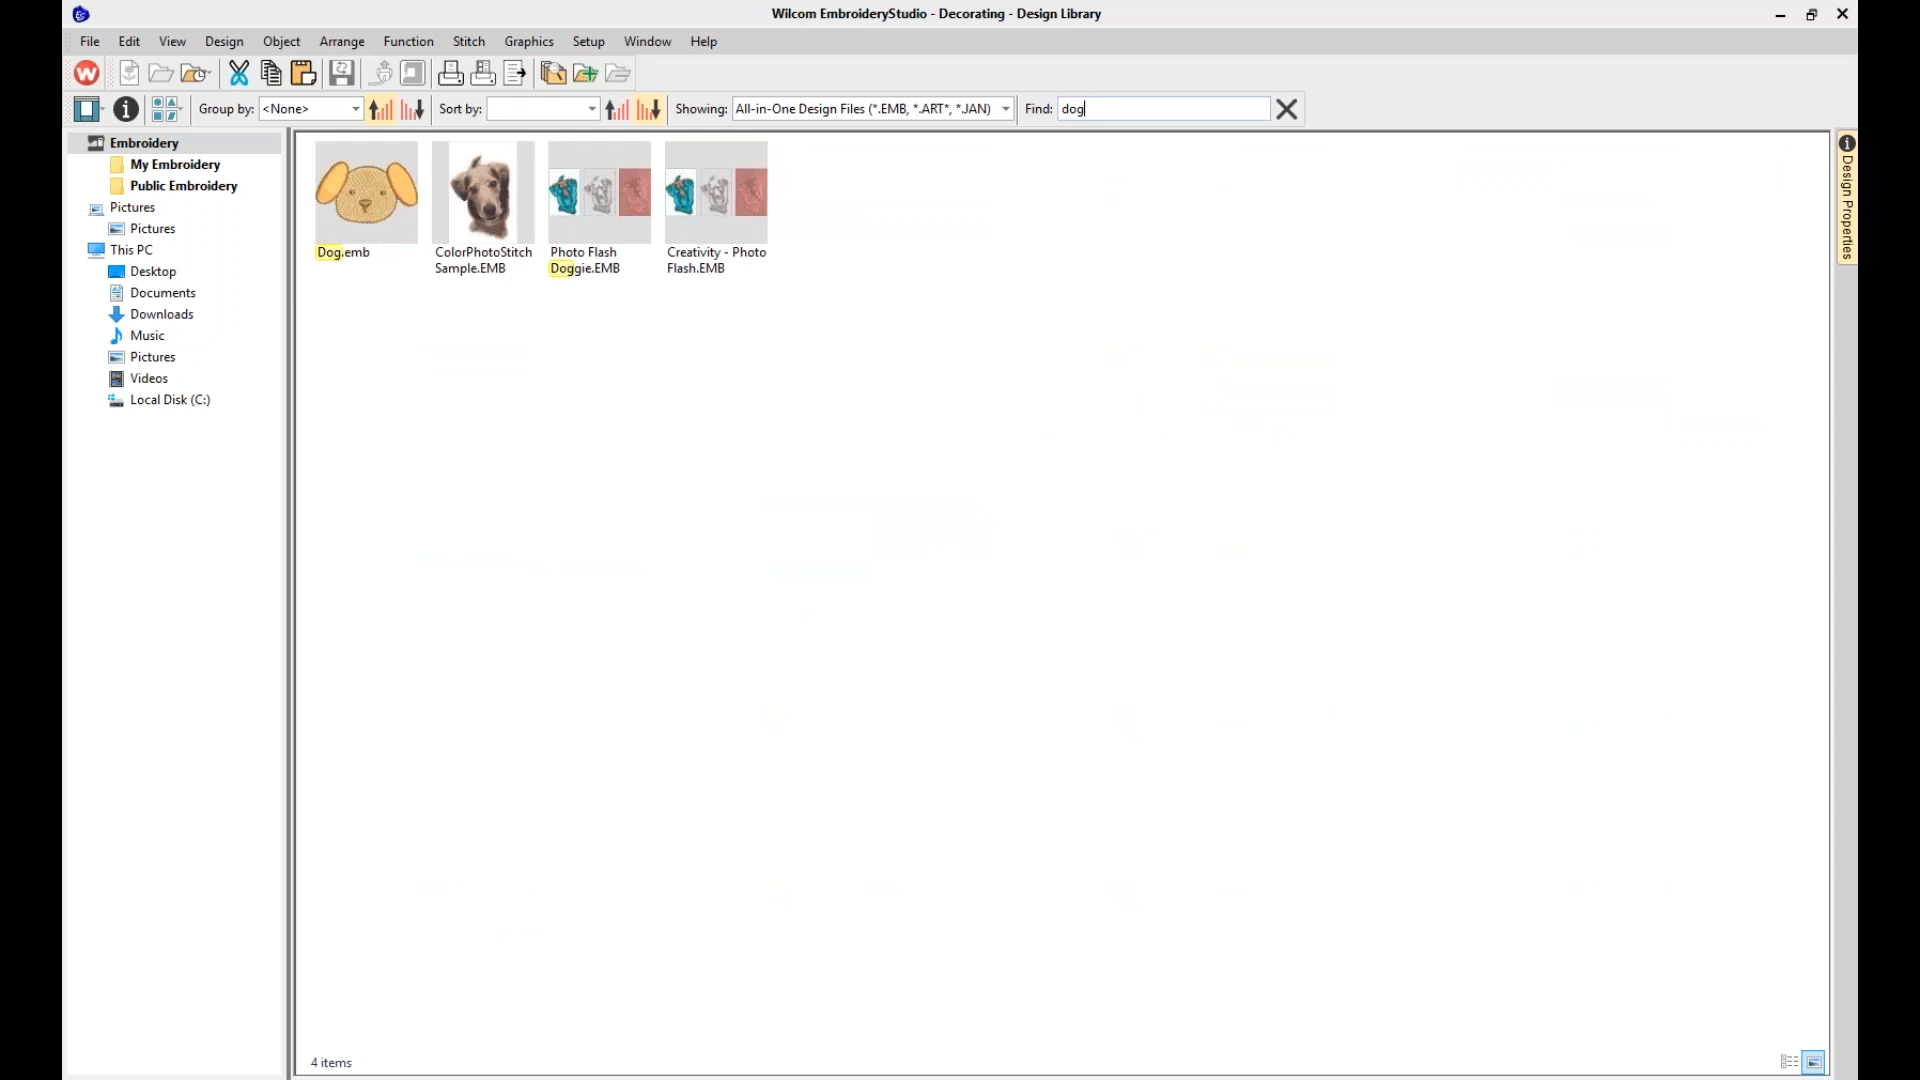 Wilcom EmbroideryStudio - Decorating - Design Library
File Edit View Design Object Arrange Function Stitch Graphics Setup Window Help
W
Group by: <None> Sort by: Showing: All-in-One Design Files (*.EMB, *.ART*, *.JAN) Find: dog
Embroidery
My Embroidery
Public Embroidery
Pictures
Pictures
This PC
Desktop
Documents
Downloads
Music
Pictures
Videos
Local Disk (C:)
Dog.emb
ColorPhotoStitch
Sample.EMB
Photo Flash
Doggie.EMB
Creativity - Photo
Flash.EMB
Design Properties
4 items